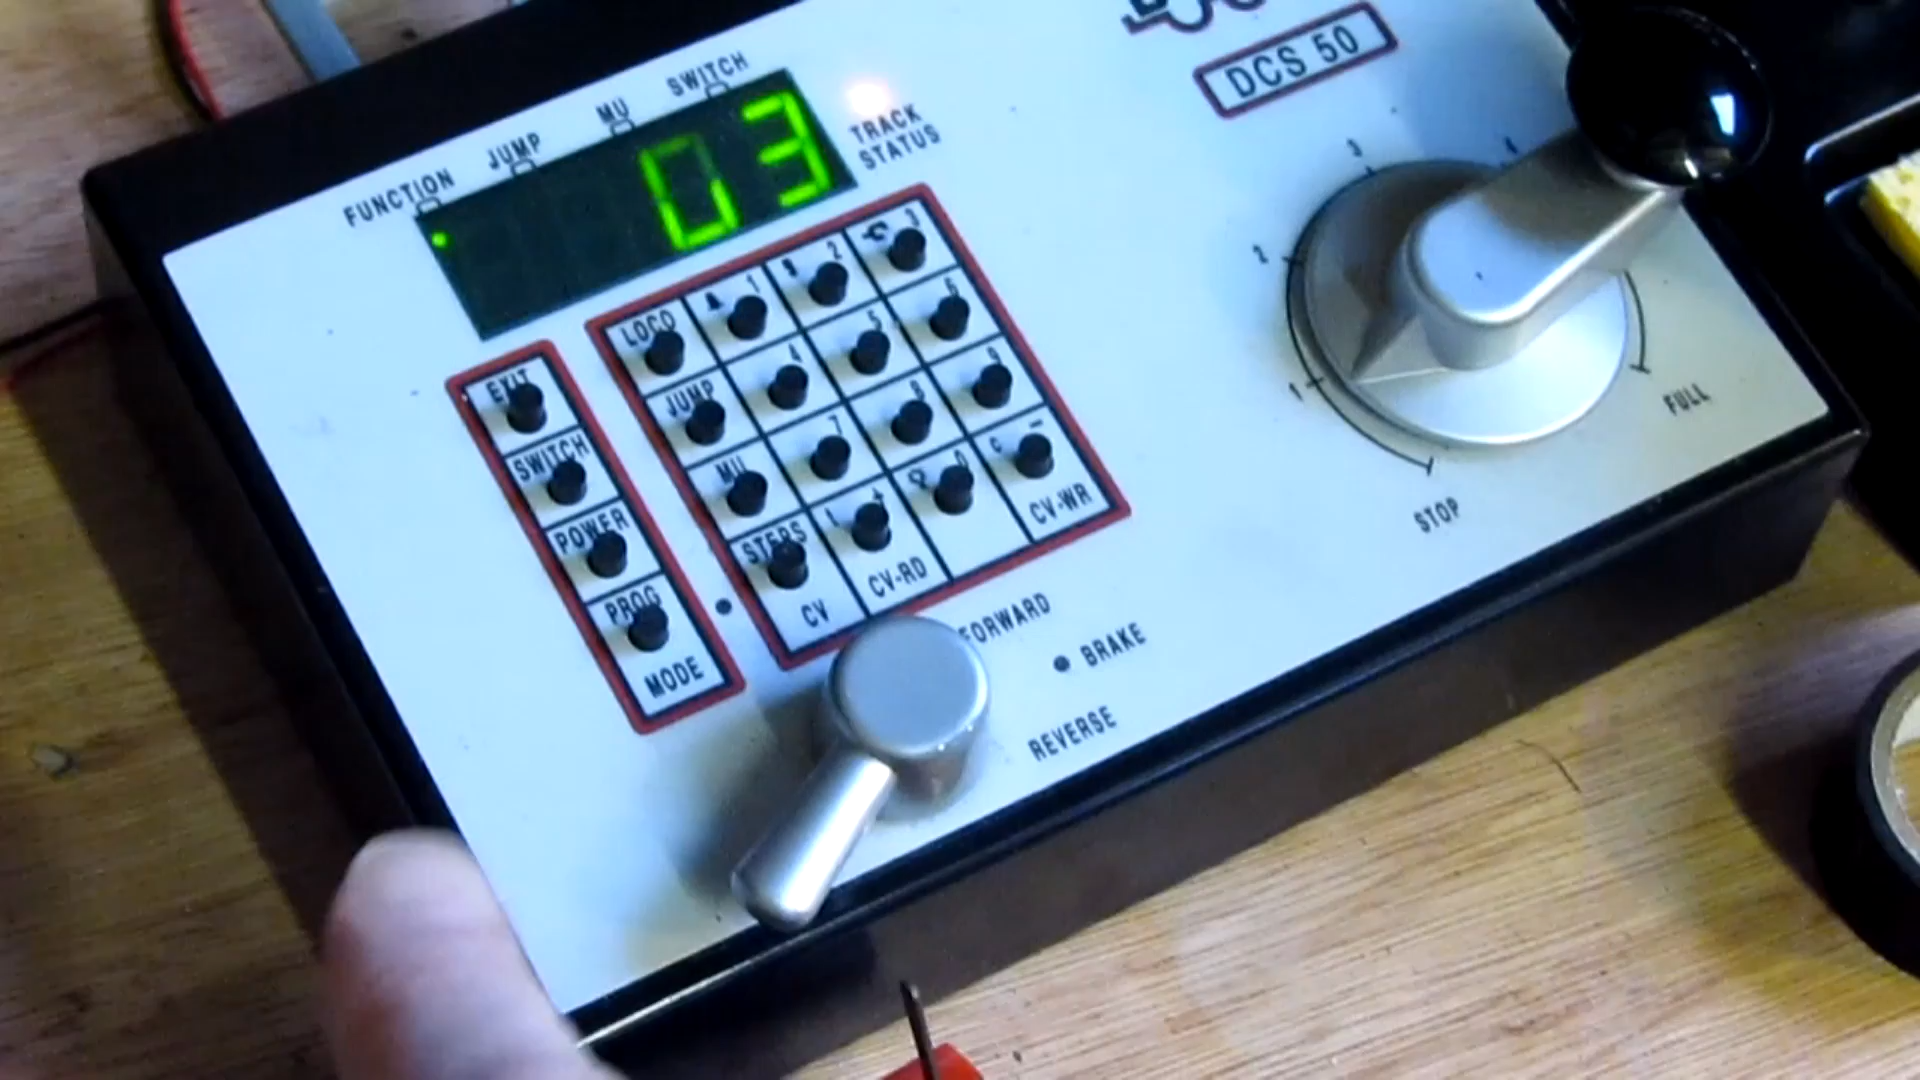 DCS 50
SWITCH
MU
JUMP
FUNCTION
03
TRACK
STATUS
LOCO 1 2 3
JUMP 4 5 6
MU 7 8 9
STEPS L + 0 C -
CV CV-RD CV-WR
EXIT
SWITCH
POWER
PROG
MODE
FORWARD
BRAKE
REVERSE
1
2
3
4
STOP
FULL